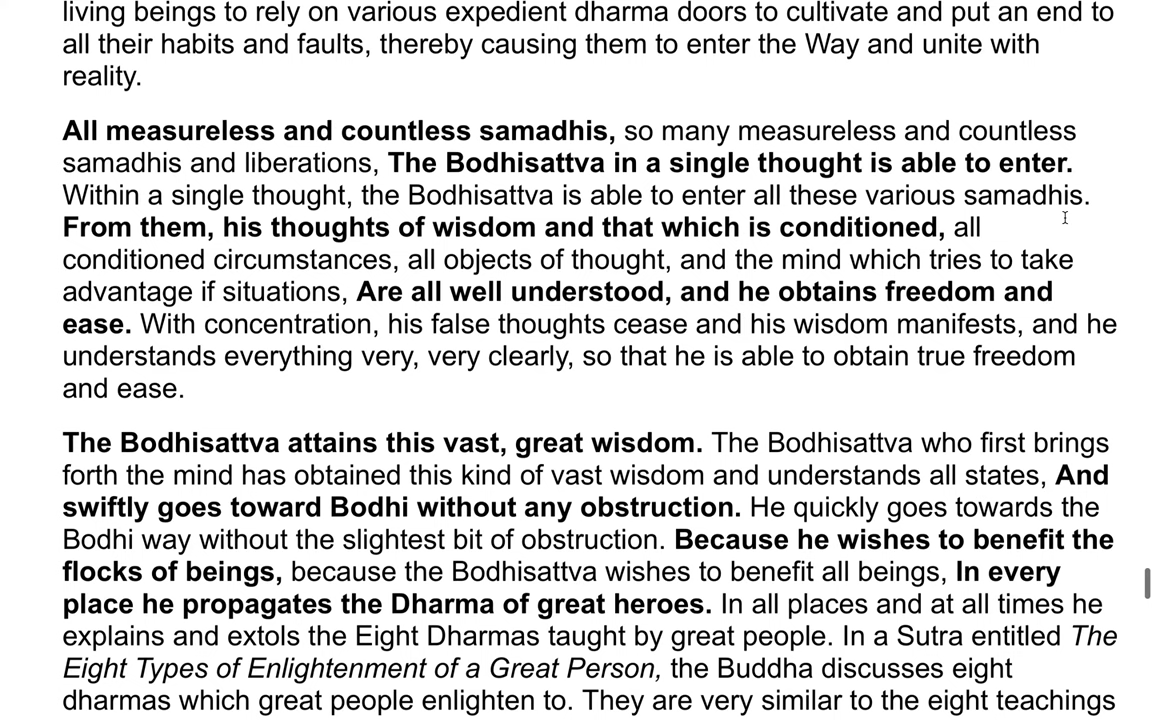 living beings to rely on various expedient dharma doors to cultivate and put an end to
all their habits and faults, thereby causing them to enter the Way and unite with
reality.
All measureless and countless samadhis, so many measureless and countless
samadhis and liberations, The Bodhisattva in a single thought is able to enter.
Within a single thought, the Bodhisattva is able to enter all these various samadhis.
From them, his thoughts of wisdom and that which is conditioned, all
conditioned circumstances, all objects of thought, and the mind which tries to take
advantage if situations, Are all well understood, and he obtains freedom and
ease. With concentration, his false thoughts cease and his wisdom manifests, and he
understands everything very, very clearly, so that he is able to obtain true freedom
and ease.
The Bodhisattva attains this vast, great wisdom. The Bodhisattva who first brings
forth the mind has obtained this kind of vast wisdom and understands all states, And
swiftly goes toward Bodhi without any obstruction. He quickly goes towards the
Bodhi way without the slightest bit of obstruction. Because he wishes to benefit the
flocks of beings, because the Bodhisattva wishes to benefit all beings, In every
place he propagates the Dharma of great heroes. In all places and at all times he
explains and extols the Eight Dharmas taught by great people. In a Sutra entitled The
Eight Types of Enlightenment of a Great Person, the Buddha discusses eight
dharmas which great people enlighten to. They are very similar to the eight teachings